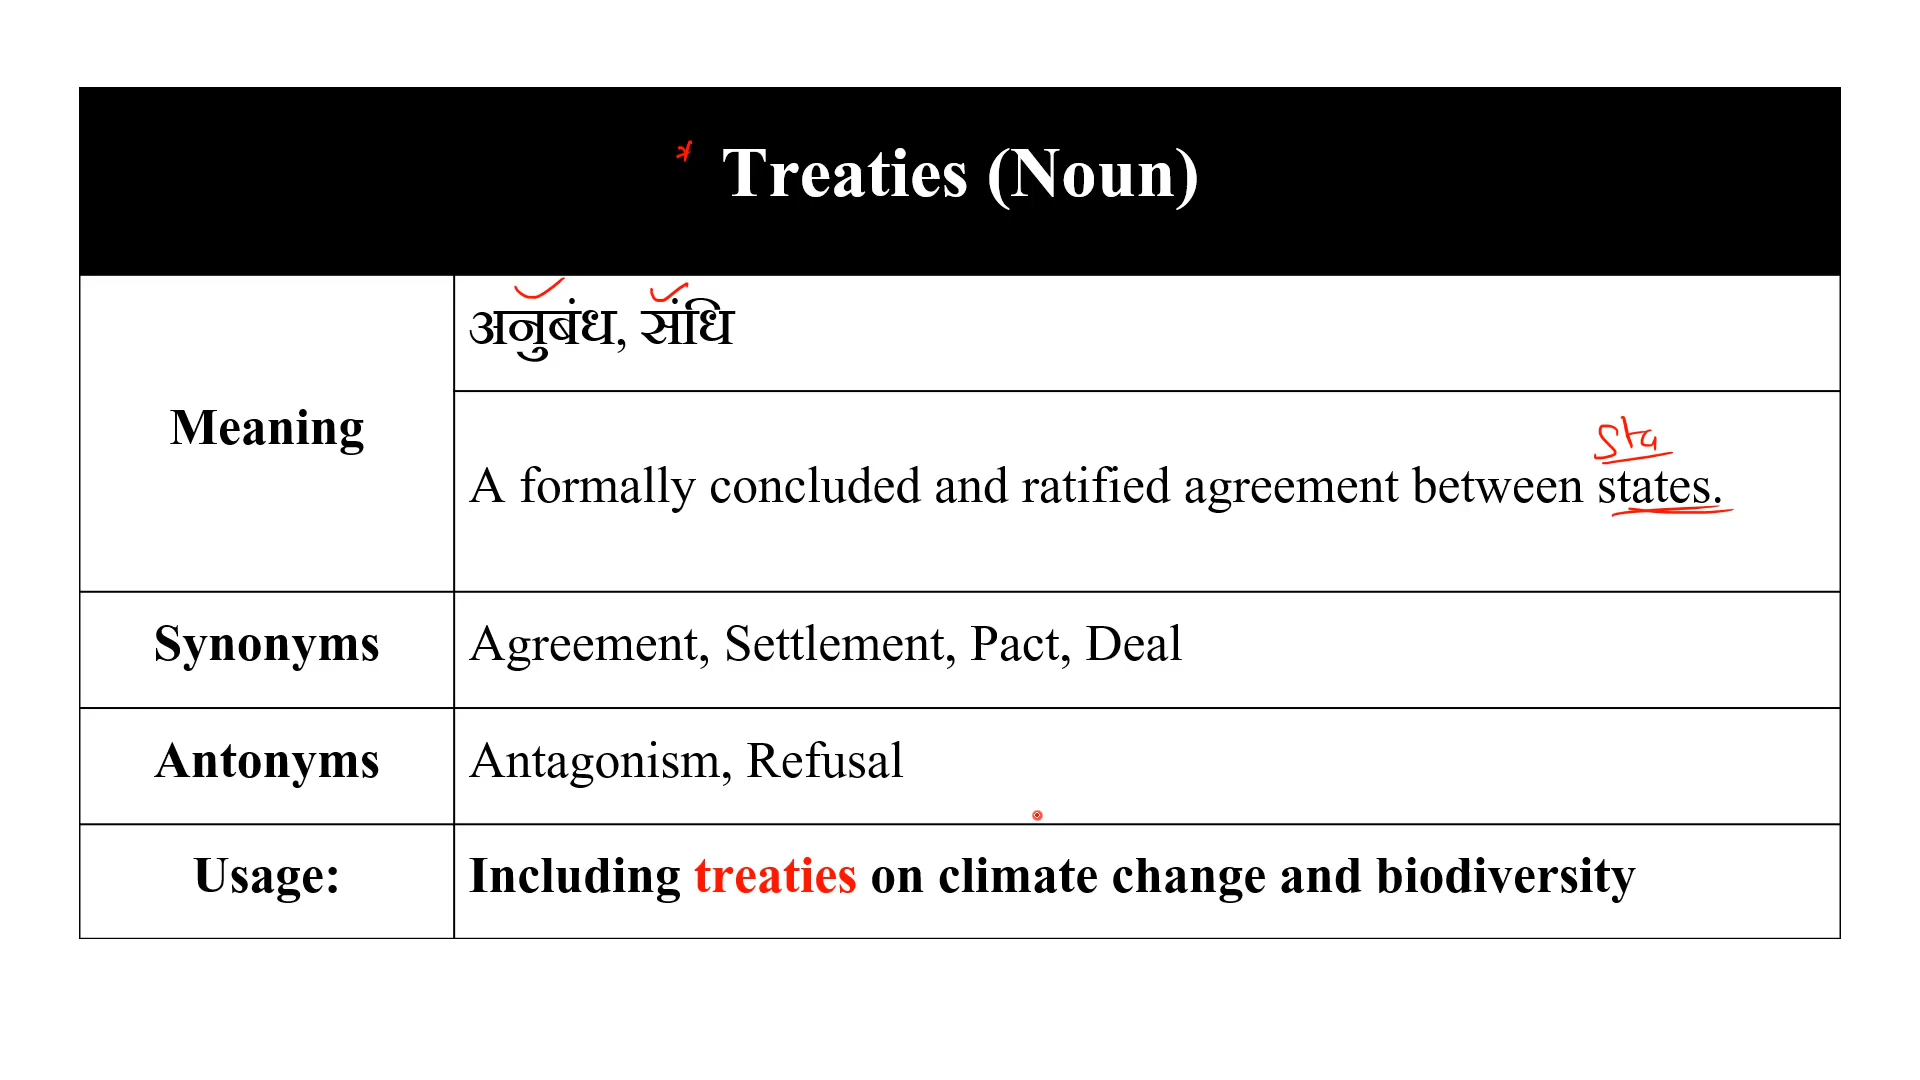 Treaties (Noun)
अनुबंध, संधि
Meaning
Sta
A formally concluded and ratified agreement between states.
Synonyms
Agreement, Settlement, Pact, Deal
Antonyms
Antagonism, Refusal
Usage:
Including treaties on climate change and biodiversity